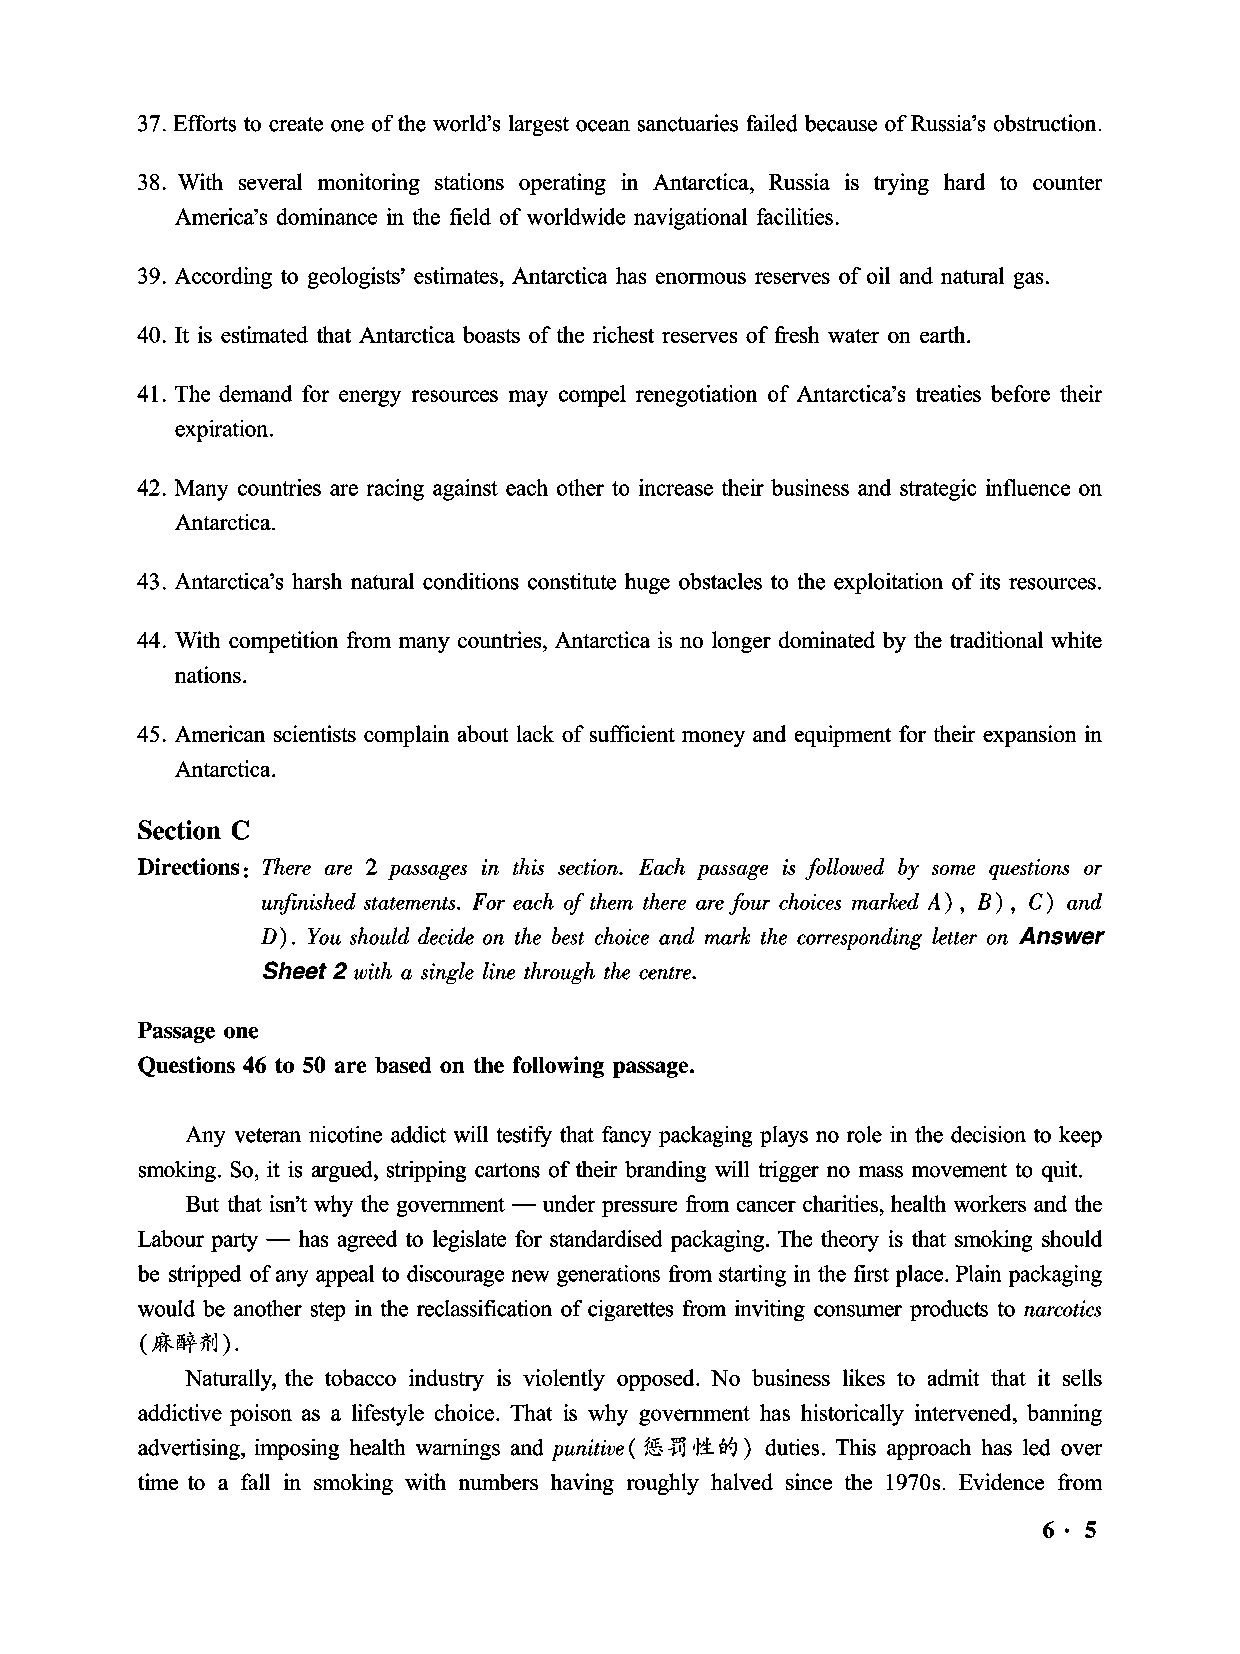 37. Efforts to create one of the world's largest ocean sanctuaries failed because of Russia's obstruction.
38. With several monitoring stations operating in Antarctica, Russia is trying hard to counter
America's dominance in the field of worldwide navigational facilities.
39. According to geologists' estimates, Antarctica has enormous reserves of oil and natural gas.
40. It is estimated that Antarctica boasts of the richest reserves of fresh water on earth.
41. The demand for energy resources may compel renegotiation of Antarctica's treaties before their
expiration.
42. Many countries are racing against each other to increase their business and strategic influence on
Antarctica.
43. Antarctica's harsh natural conditions constitute huge obstacles to the exploitation of its resources.
44. With competition from many countries, Antarctica is no longer dominated by the traditional white
nations.
45. American scientists complain about lack of sufficient money and equipment for their expansion in
Antarctica.
Section C
Directions: There are 2 passages in this section. Each passage is followed by some questions or
unfinished statements. For each of them there are four choices marked A), B), C) and
D). You should decide on the best choice and mark the corresponding letter on Answer
Sheet 2 with a single line through the centre.
Passage one
Questions 46 to 50 are based on the following passage.
Any veteran nicotine addict will testify that fancy packaging plays no role in the decision to keep
smoking. So, it is argued, stripping cartons of their branding will trigger no mass movement to quit.
But that isn't why the government — under pressure from cancer charities, health workers and the
Labour party — has agreed to legislate for standardised packaging. The theory is that smoking should
be stripped of any appeal to discourage new generations from starting in the first place. Plain packaging
would be another step in the reclassification of cigarettes from inviting consumer products to narcotics
(麻醉剂).
Naturally, the tobacco industry is violently opposed. No business likes to admit that it sells
addictive poison as a lifestyle choice. That is why government has historically intervened, banning
advertising, imposing health warnings and punitive(惩罚性的) duties. This approach has led over
time to a fall in smoking with numbers having roughly halved since the 1970s. Evidence from
6 · 5